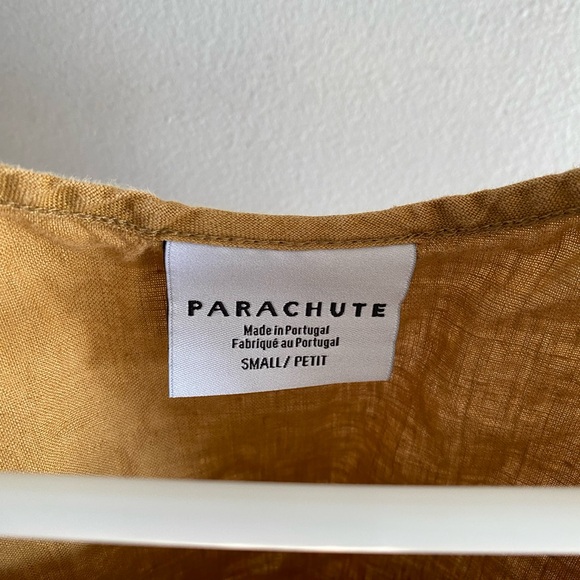 PARACHUTE
Made in Portugal
Fabriqué au Portugal
SMALL/ PETIT